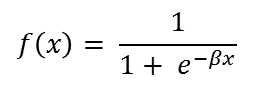 f(x) = 1 / (1 + e^{-βx})